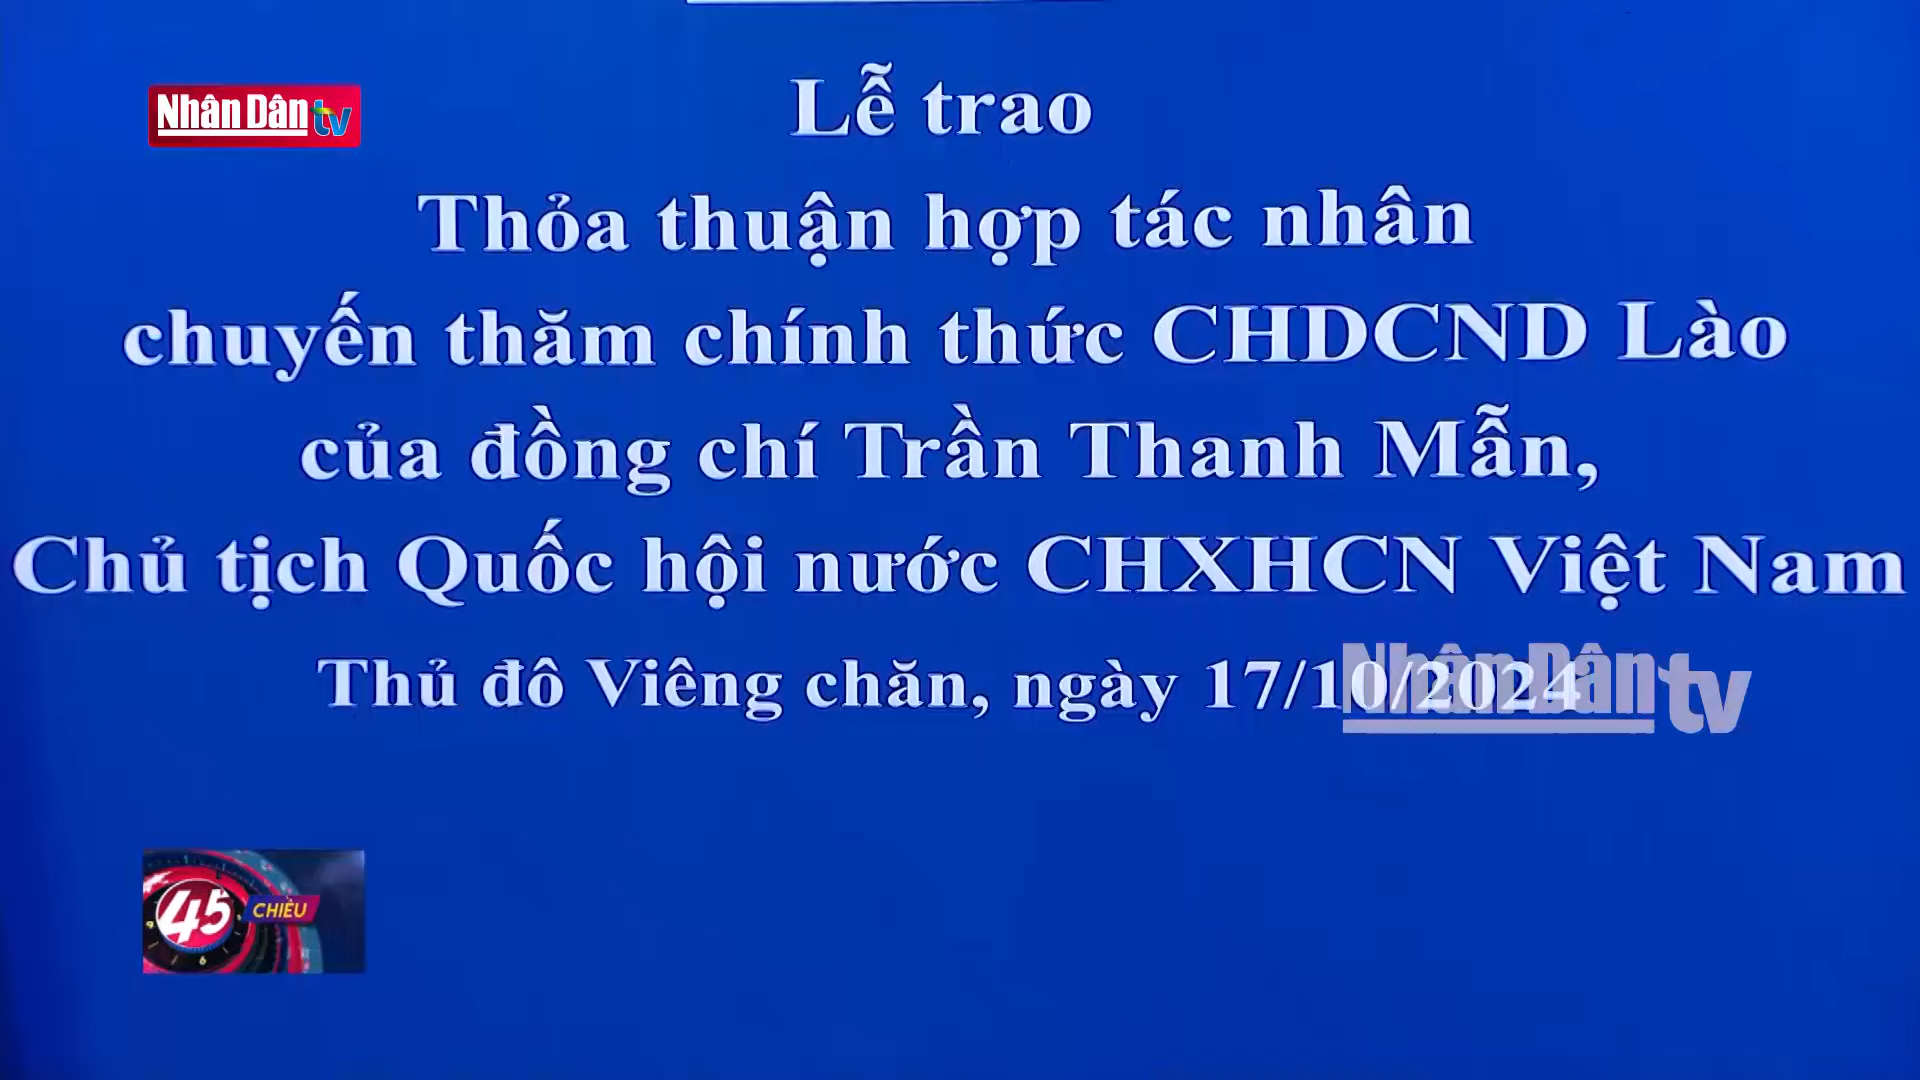 Nhân Dân tv
Lễ trao
Thỏa thuận hợp tác nhân
chuyến thăm chính thức CHDCND Lào
của đồng chí Trần Thanh Mẫn,
Chủ tịch Quốc hội nước CHXHCN Việt Nam
Thủ đô Viêng chăn, ngày 17/10/2024
Nhân Dân tv
45 CHIỀU